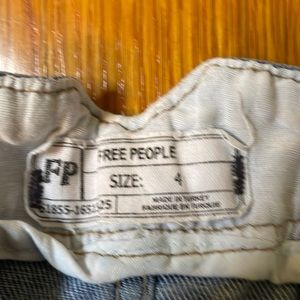 FP
FREE PEOPLE
SIZE: 4
MADE IN TURKEY
FABRIQUE EN TURQUIE